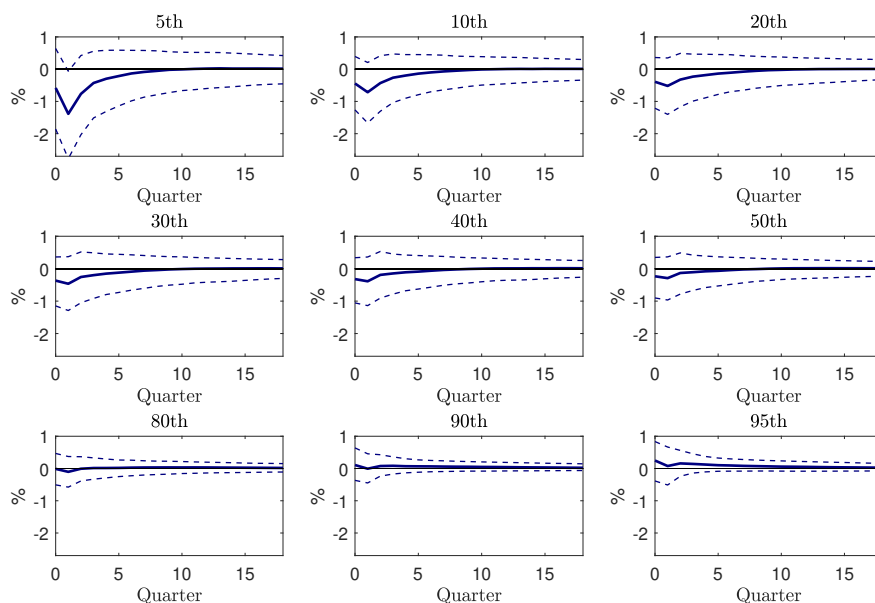 5th 10th 20th
1 1 1
0 0 0
% -1 % -1 % -1
-2 -2 -2
0 5 10 15 0 5 10 15 0 5 10 15
Quarter Quarter Quarter
30th 40th 50th
1 1 1
0 0 0
% -1 % -1 % -1
-2 -2 -2
0 5 10 15 0 5 10 15 0 5 10 15
Quarter Quarter Quarter
80th 90th 95th
1 1 1
0 0 0
% -1 % -1 % -1
-2 -2 -2
0 5 10 15 0 5 10 15 0 5 10 15
Quarter Quarter Quarter